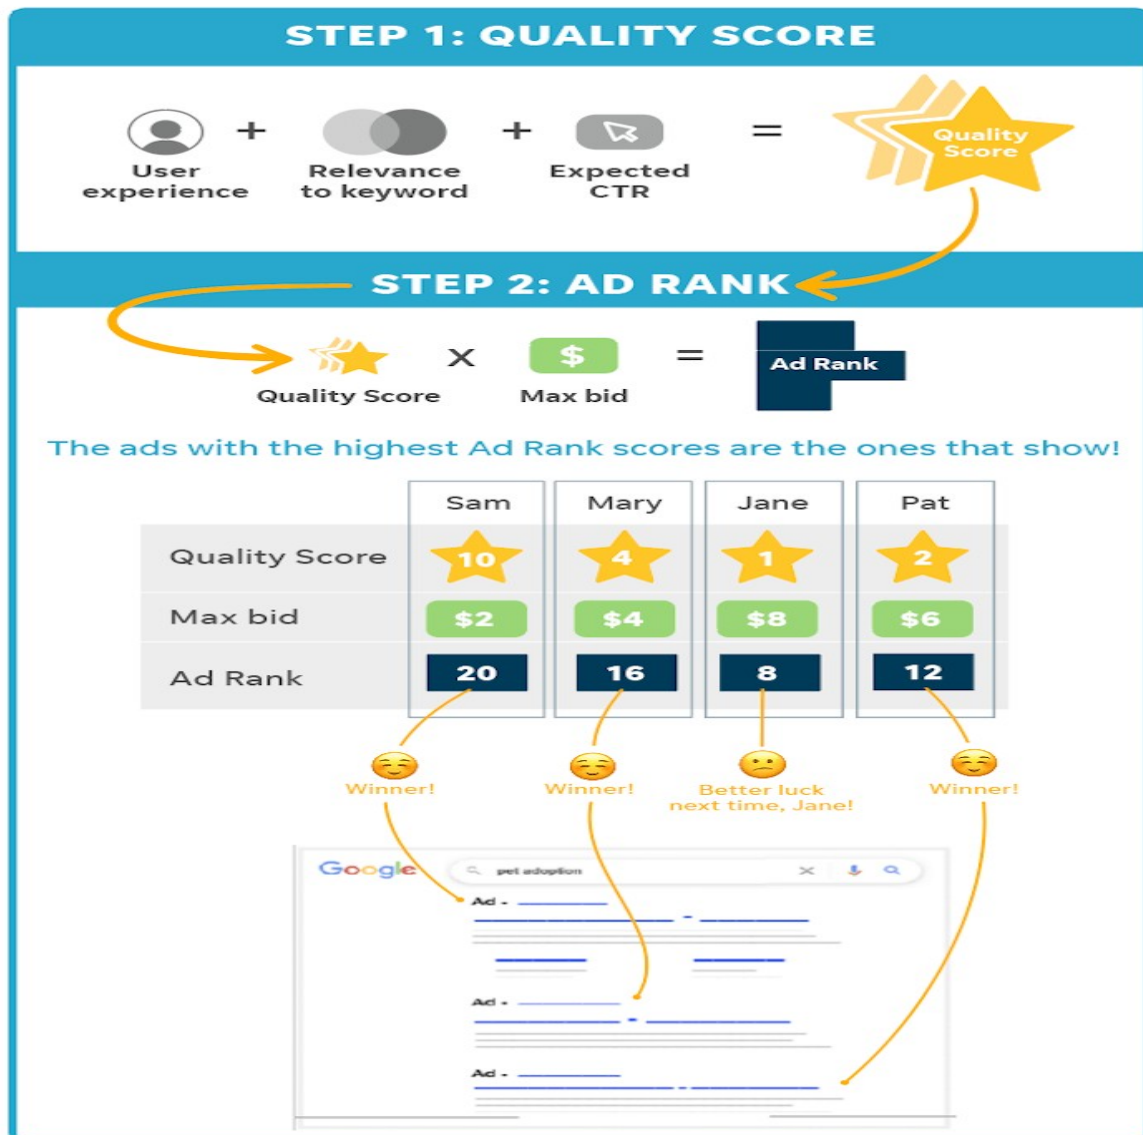 STEP 1: QUALITY SCORE
+ + =
Quality
Score
User
experience
Relevance
to keyword
Expected
CTR
STEP 2: AD RANK
x $ =
Ad Rank
Quality Score Max bid
The ads with the highest Ad Rank scores are the ones that show!
Sam Mary Jane Pat
Quality Score 10 4 1 2
Max bid $2 $4 $8 $6
Ad Rank 20 16 8 12
Winner! Winner! Better luck
next time, Jane! Winner!
Google pet adoption
Ad -
Ad -
Ad -